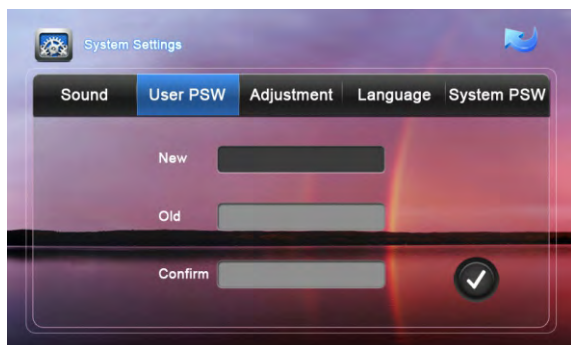 System Settings
Sound User PSW Adjustment Language System PSW
New
Old
Confirm